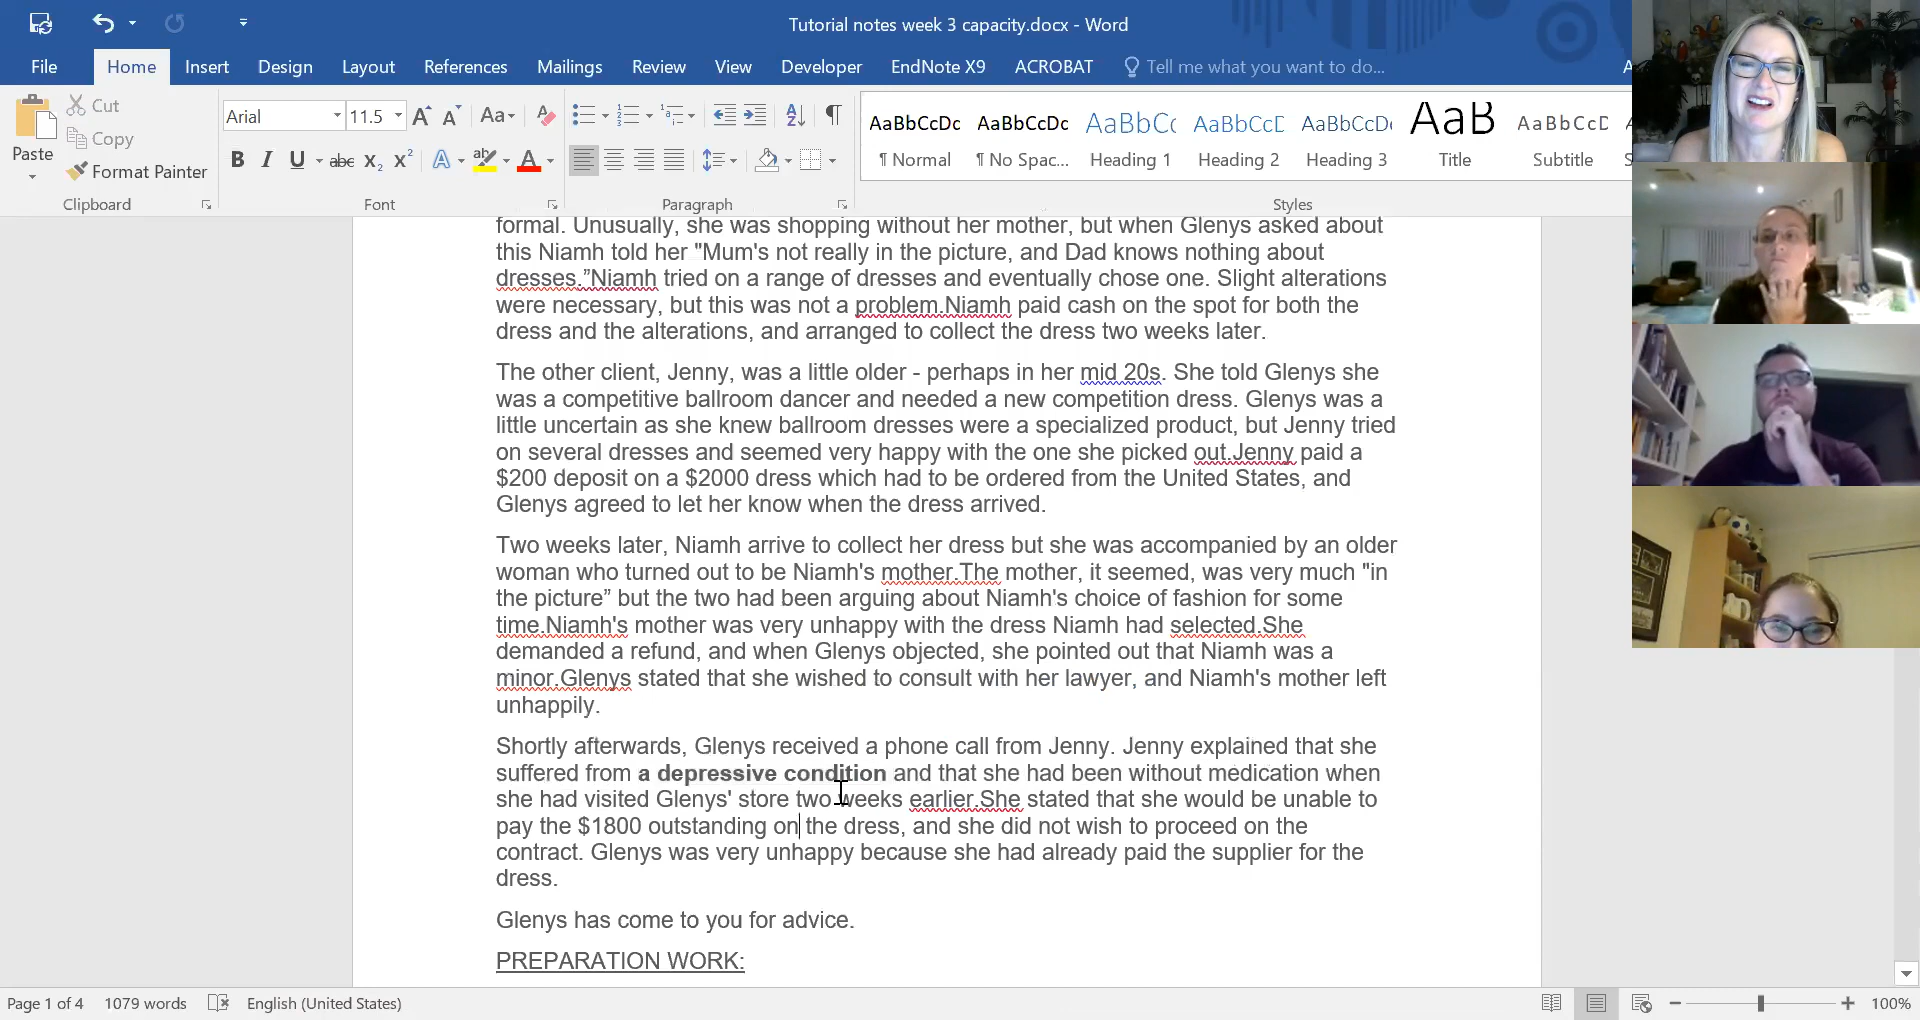 Tutorial notes week 3 capacity.docx - Word
File Home Insert Design Layout References Mailings Review View Developer EndNote X9 ACROBAT Tell me what you want to do...
Paste
Cut
Copy
Format Painter
Clipboard
Arial 11.5
Font
Paragraph
AaBbCcDc AaBbCcDc AaBbCc AaBbCcD AaBbCcDc AaB AaBbCcD
¶ Normal ¶ No Spac... Heading 1 Heading 2 Heading 3 Title Subtitle
Styles
formal. Unusually, she was shopping without her mother, but when Glenys asked about
this Niamh told her "Mum's not really in the picture, and Dad knows nothing about
dresses.”Niamh tried on a range of dresses and eventually chose one. Slight alterations
were necessary, but this was not a problem.Niamh paid cash on the spot for both the
dress and the alterations, and arranged to collect the dress two weeks later.
The other client, Jenny, was a little older - perhaps in her mid 20s. She told Glenys she
was a competitive ballroom dancer and needed a new competition dress. Glenys was a
little uncertain as she knew ballroom dresses were a specialized product, but Jenny tried
on several dresses and seemed very happy with the one she picked out.Jenny paid a
$200 deposit on a $2000 dress which had to be ordered from the United States, and
Glenys agreed to let her know when the dress arrived.
Two weeks later, Niamh arrive to collect her dress but she was accompanied by an older
woman who turned out to be Niamh's mother.The mother, it seemed, was very much "in
the picture” but the two had been arguing about Niamh's choice of fashion for some
time.Niamh's mother was very unhappy with the dress Niamh had selected.She
demanded a refund, and when Glenys objected, she pointed out that Niamh was a
minor.Glenys stated that she wished to consult with her lawyer, and Niamh's mother left
unhappily.
Shortly afterwards, Glenys received a phone call from Jenny. Jenny explained that she
suffered from a depressive condition and that she had been without medication when
she had visited Glenys' store two weeks earlier.She stated that she would be unable to
pay the $1800 outstanding on the dress, and she did not wish to proceed on the
contract. Glenys was very unhappy because she had already paid the supplier for the
dress.
Glenys has come to you for advice.
PREPARATION WORK:
Page 1 of 4 1079 words English (United States) 100%